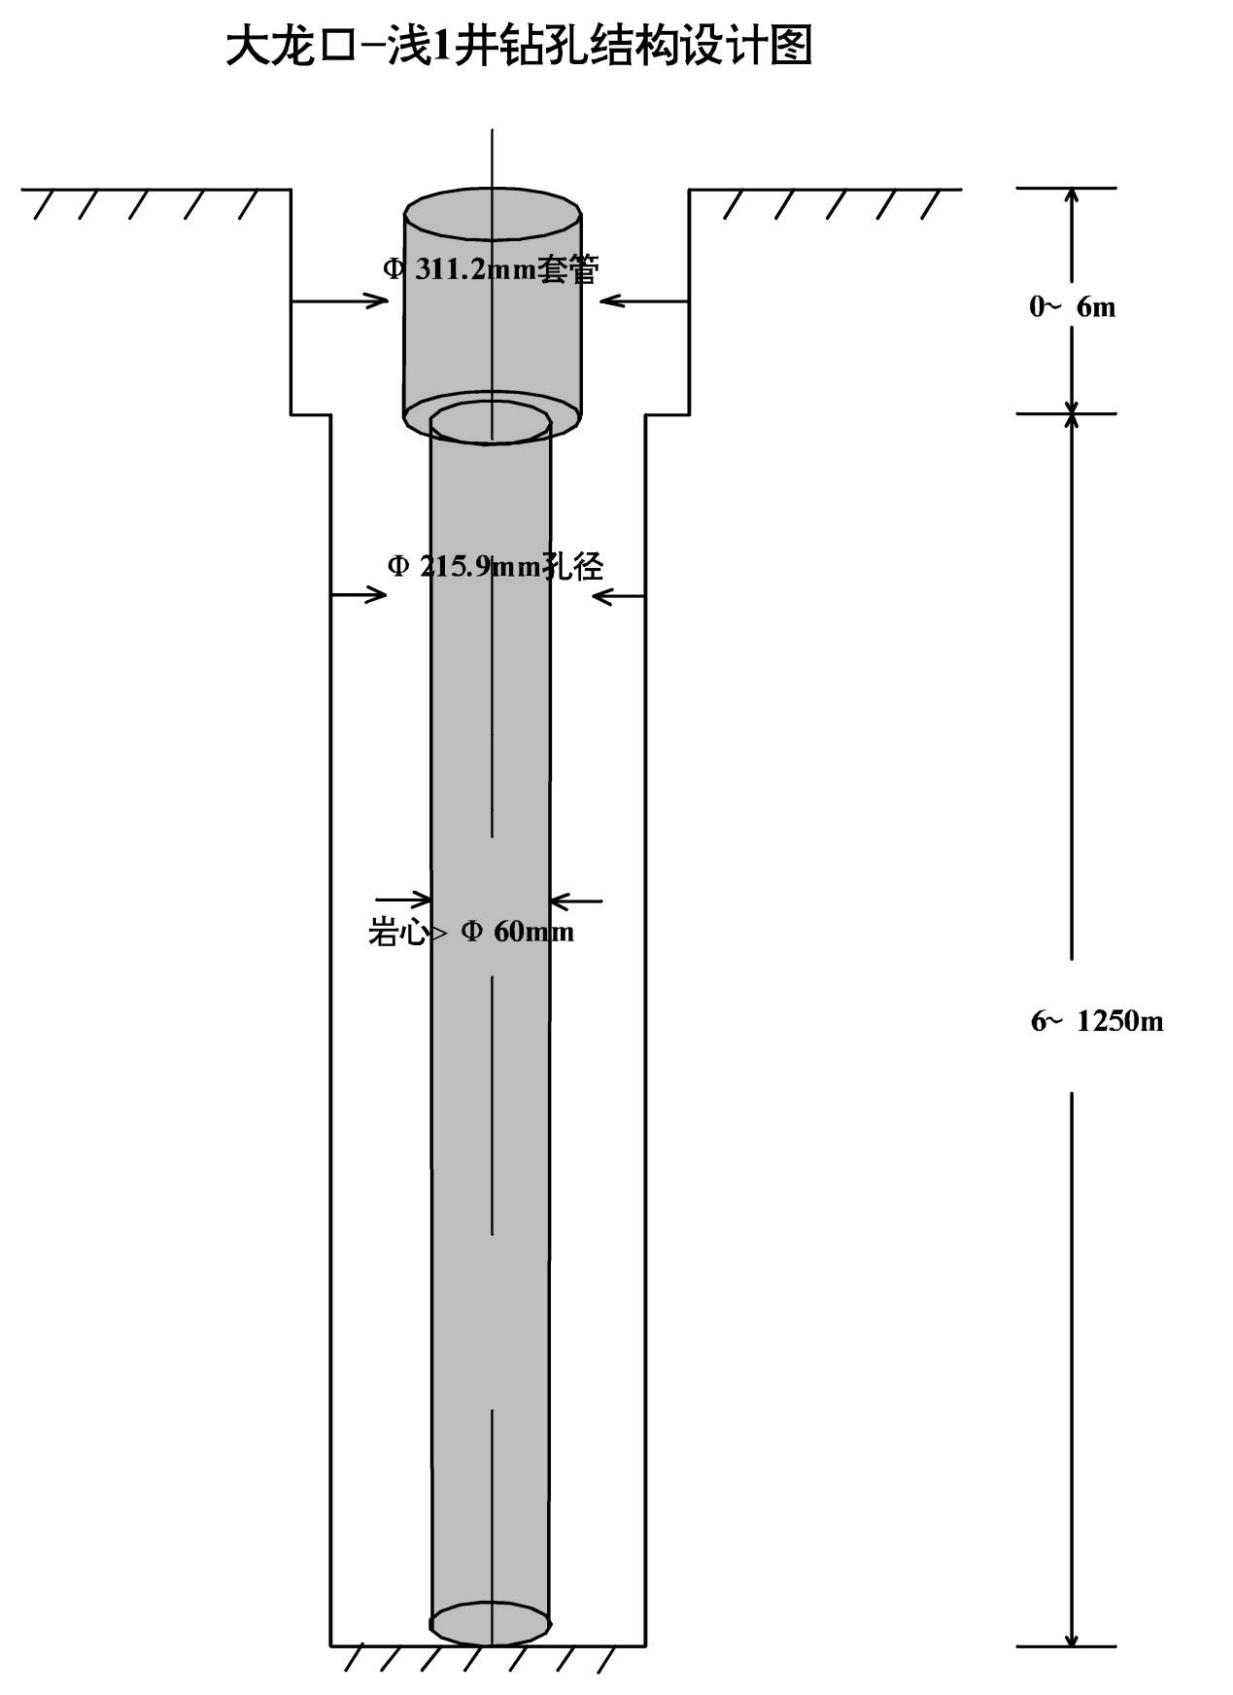 大龙口-浅1井钻孔结构设计图
Φ 311.2mm套管
0~ 6m
Φ 215.9mm孔径
岩心> Φ 60mm
6~ 1250m